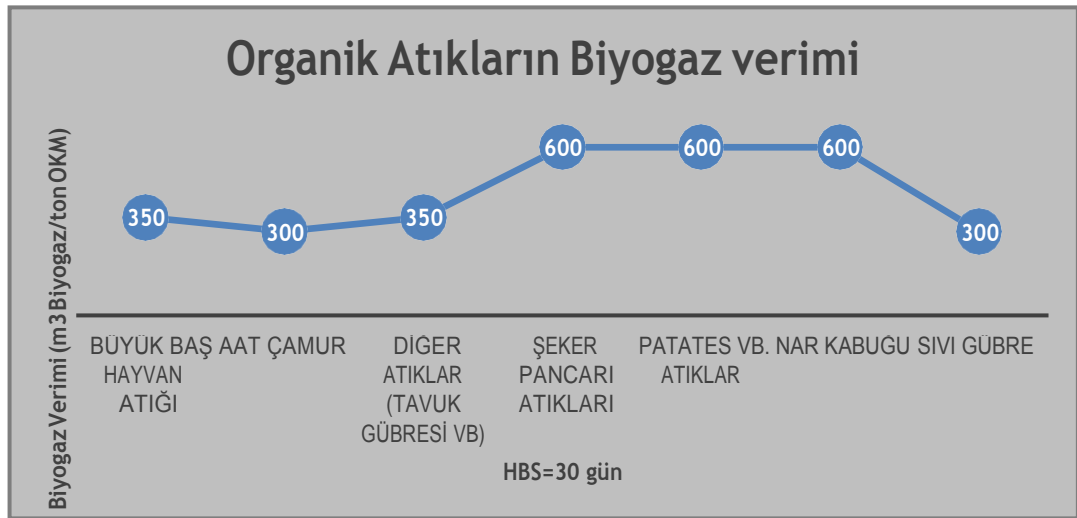 Organik Atıkların Biyogaz verimi
Biyogaz Verimi (m3 Biyogaz/ton OKM)
350
300
350
600
600
600
300
BÜYÜK BAŞ HAYVAN ATIĞI
AAT ÇAMUR
DİĞER ATIKLAR (TAVUK GÜBRESİ VB)
ŞEKER PANCARI ATIKLARI
PATATES VB. ATIKLAR
NAR KABUĞU
SIVI GÜBRE
HBS=30 gün